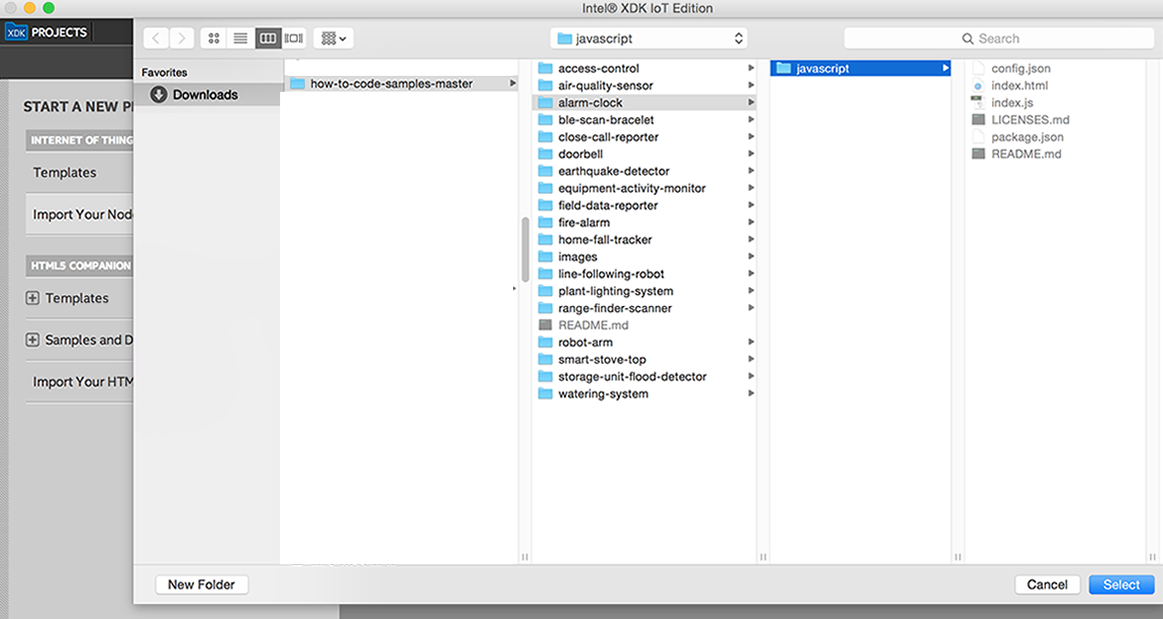 Intel® XDK IoT Edition
XDK PROJECTS
javascript
Search
START A NEW P
INTERNET OF THING
Templates
Import Your Nod
HTML5 COMPANION
Templates
Samples and D
Import Your HTM
Favorites
Downloads
how-to-code-samples-master
access-control
air-quality-sensor
alarm-clock
ble-scan-bracelet
close-call-reporter
doorbell
earthquake-detector
equipment-activity-monitor
field-data-reporter
fire-alarm
home-fall-tracker
images
line-following-robot
plant-lighting-system
range-finder-scanner
README.md
robot-arm
smart-stove-top
storage-unit-flood-detector
watering-system
javascript
config.json
index.html
index.js
LICENSES.md
package.json
README.md
New Folder
Cancel
Select